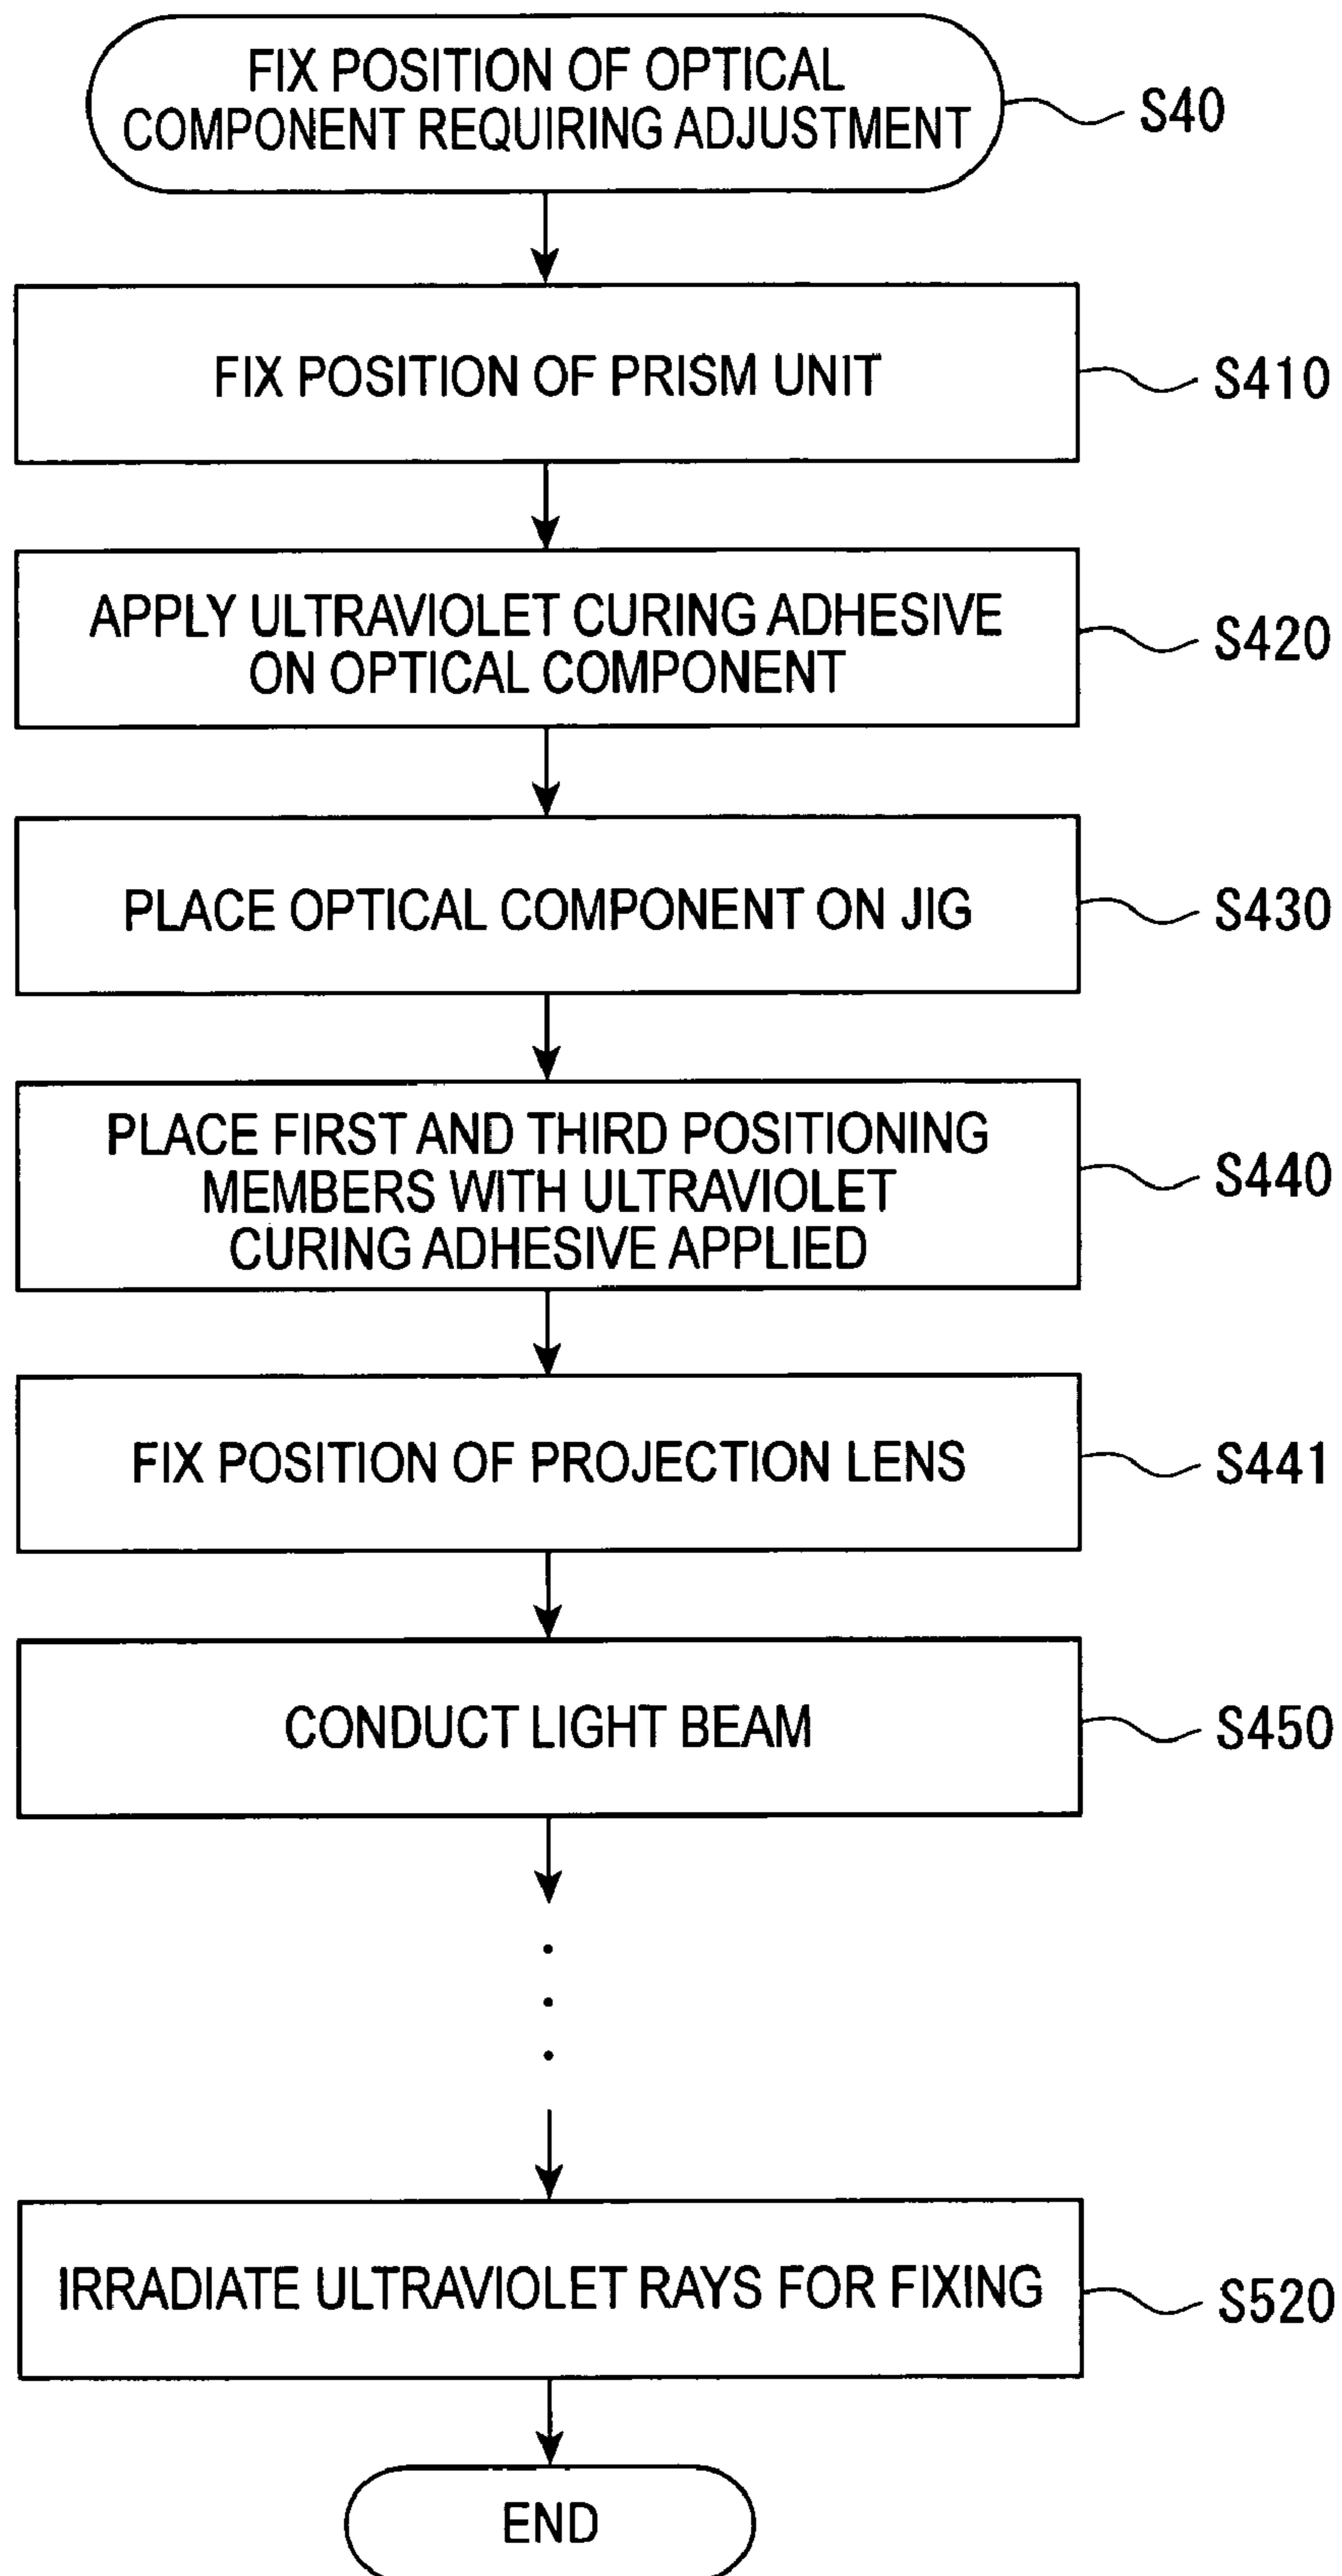 FIX POSITION OF OPTICAL
COMPONENT REQUIRING ADJUSTMENT
S40
FIX POSITION OF PRISM UNIT
S410
APPLY ULTRAVIOLET CURING ADHESIVE
ON OPTICAL COMPONENT
S420
PLACE OPTICAL COMPONENT ON JIG
S430
PLACE FIRST AND THIRD POSITIONING
MEMBERS WITH ULTRAVIOLET
CURING ADHESIVE APPLIED
S440
FIX POSITION OF PROJECTION LENS
S441
CONDUCT LIGHT BEAM
S450
IRRADIATE ULTRAVIOLET RAYS FOR FIXING
S520
END